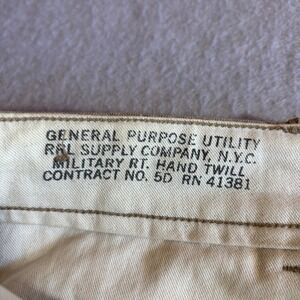 GENERAL PURPOSE UTILITY
RRL SUPPLY COMPANY, N.Y.C.
MILITARY RT. HAND TWILL
CONTRACT NO. 5D RN 41381